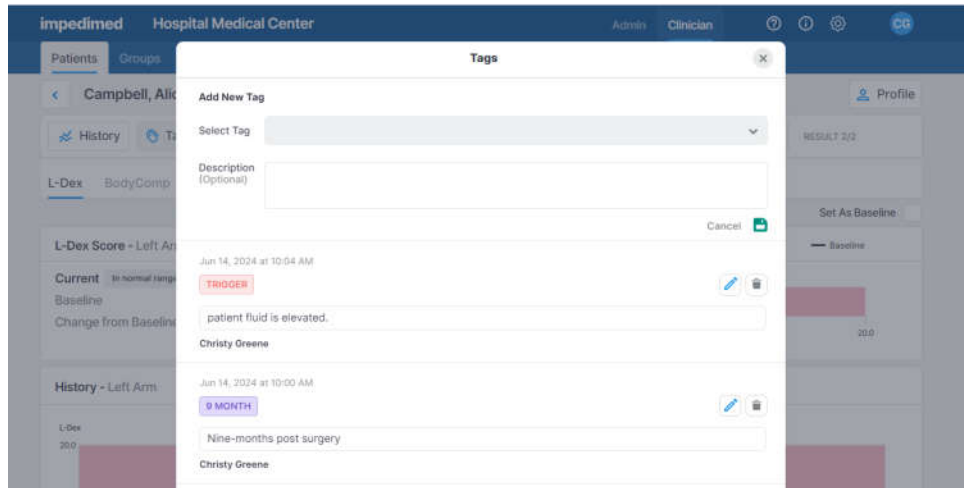 impedimed Hospital Medical Center Admin Clinician CG
Patients Groups
Tags
Campbell, Profile
Add New Tag
History
Select Tag
RESULT 2/2
L-Dex BodyComp
Description
(Optional)
Set As Baseline
Cancel
L-Dex Score - Left Baseline
Jun 14, 2024 at 10:04 AM
Current In normal range
TRIGGER
Baseline
patient fluid is elevated.
Change from Baseline
20.0
Christy Greene
Jun 14, 2024 at 10:00 AM
History - Left Arm
9 MONTH
L-Dex
Nine-months post surgery
20.0
Christy Greene